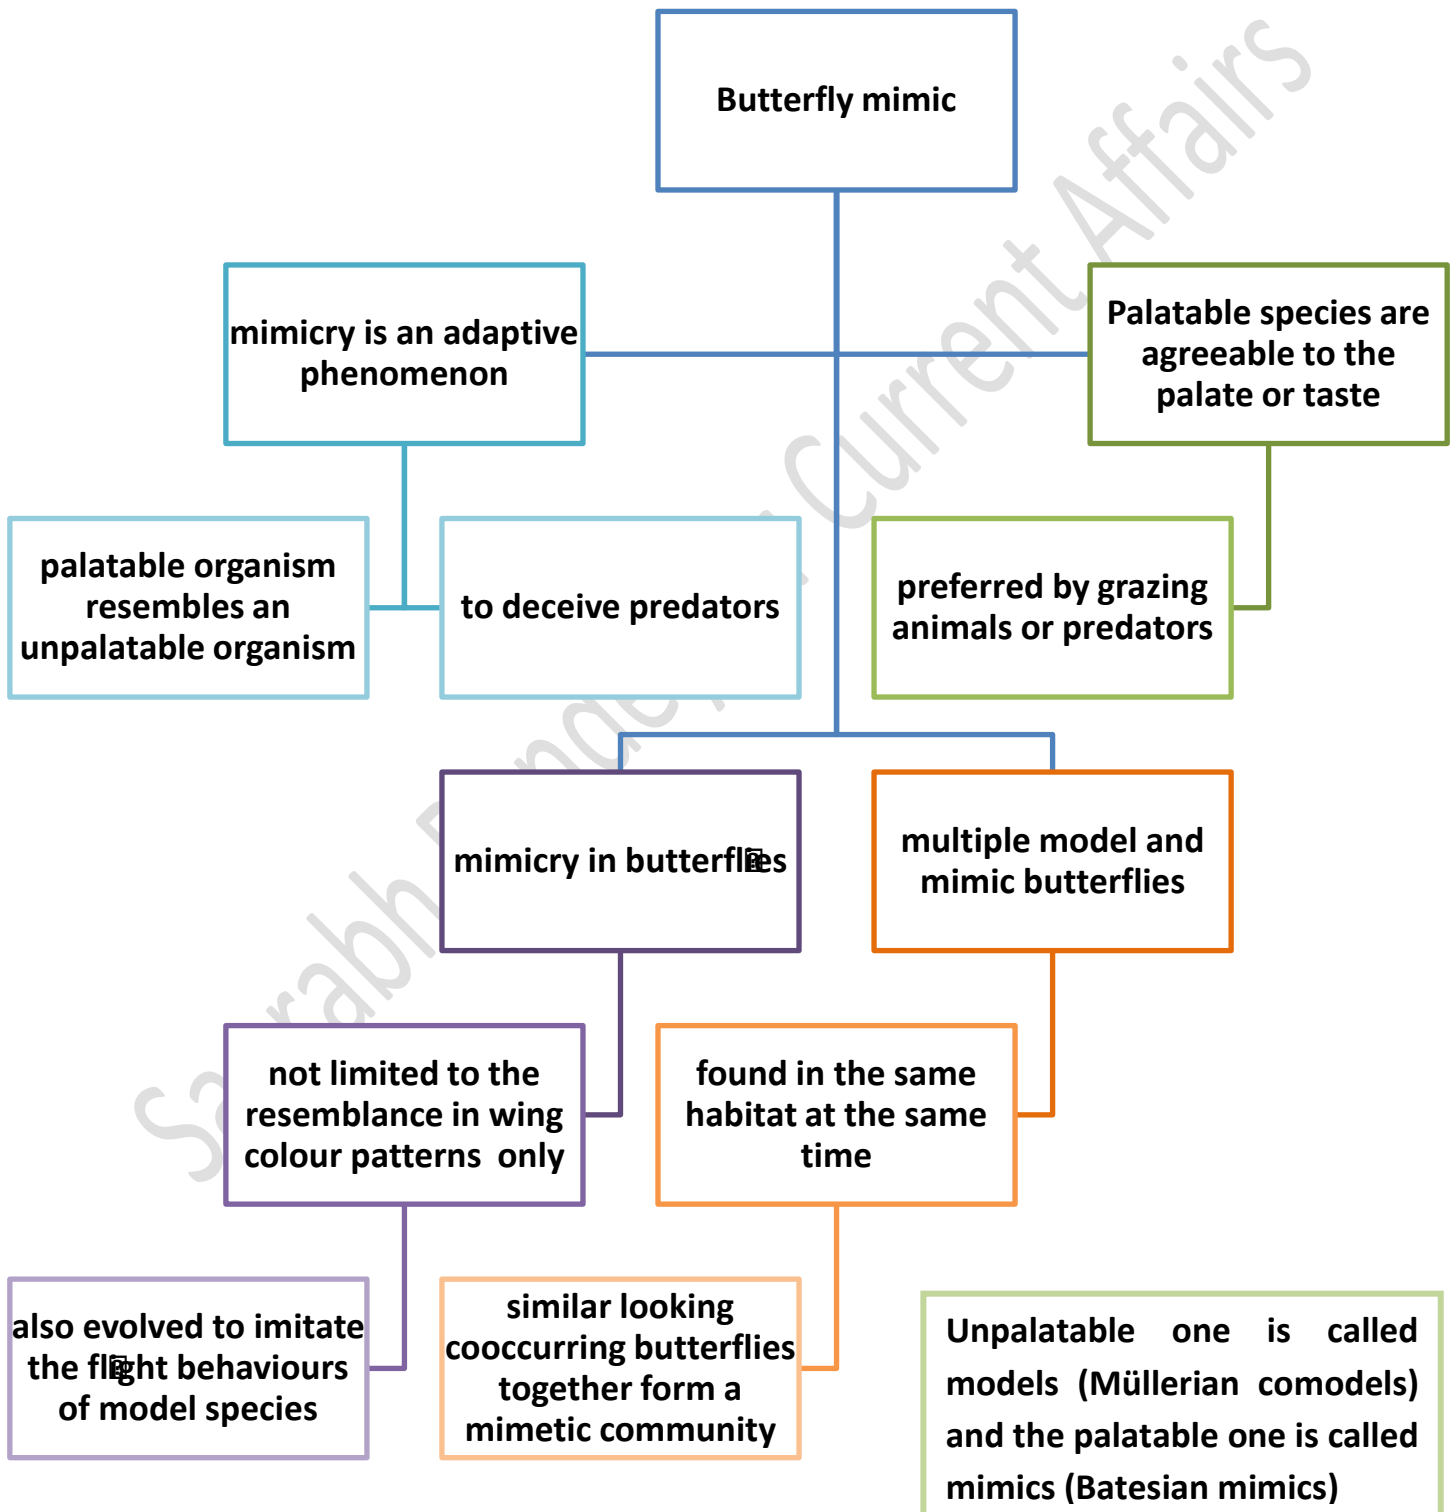 Butterfly mimic
mimicry is an adaptive
phenomenon
Palatable species are
agreeable to the
palate or taste
palatable organism
resembles an
unpalatable organism
to deceive predators
preferred by grazing
animals or predators
mimicry in butterflies
multiple model and
mimic butterflies
not limited to the
resemblance in wing
colour patterns only
found in the same
habitat at the same
time
also evolved to imitate
the flight behaviours
of model species
similar looking
cooccurring butterflies
together form a
mimetic community
Unpalatable one is called
models (Müllerian comodels)
and the palatable one is called
mimics (Batesian mimics)
Current Affairs